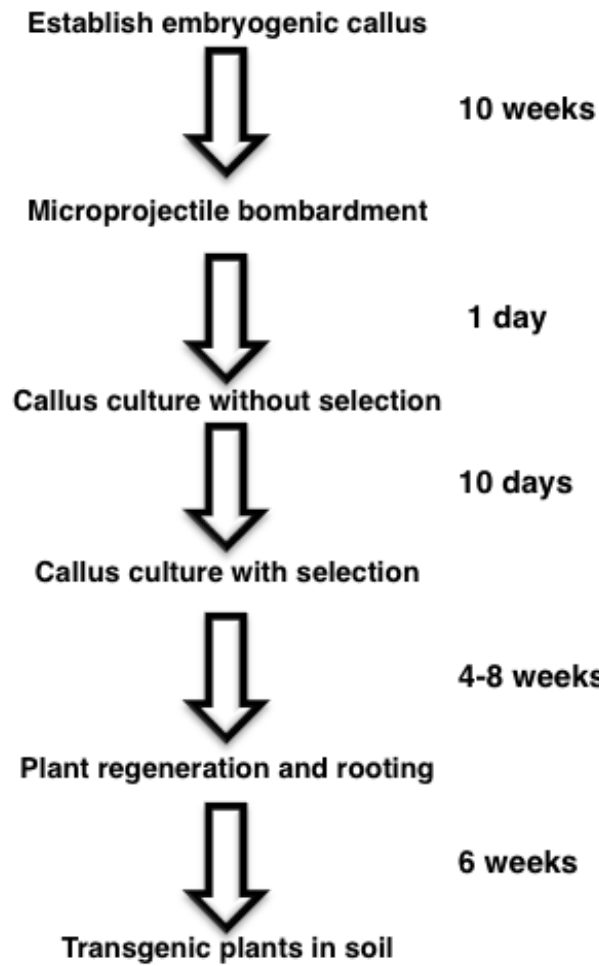 Establish embryogenic callus
10 weeks
Microprojectile bombardment
1 day
Callus culture without selection
10 days
Callus culture with selection
4-8 weeks
Plant regeneration and rooting
6 weeks
Transgenic plants in soil